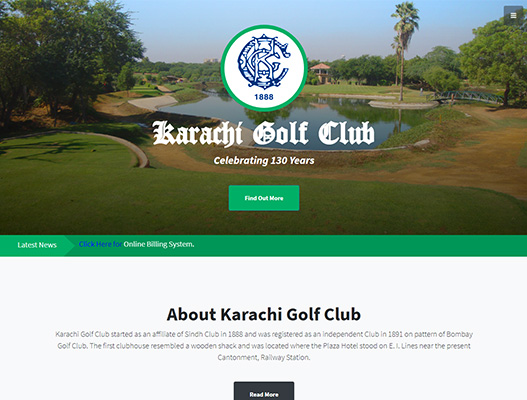 1888
Karachi Golf Club
Celebrating 130 Years
Find Out More
Latest News
Click Here for Online Billing System.
About Karachi Golf Club
Karachi Golf Club started as an affiliate of Sindh Club in 1888 and was registered as an independent Club in 1891 on pattern of Bombay
Golf Club. The first clubhouse resembled a wooden shack and was located where the Plaza Hotel stood on E. I. Lines near the present
Cantonment, Railway Station.
Read More